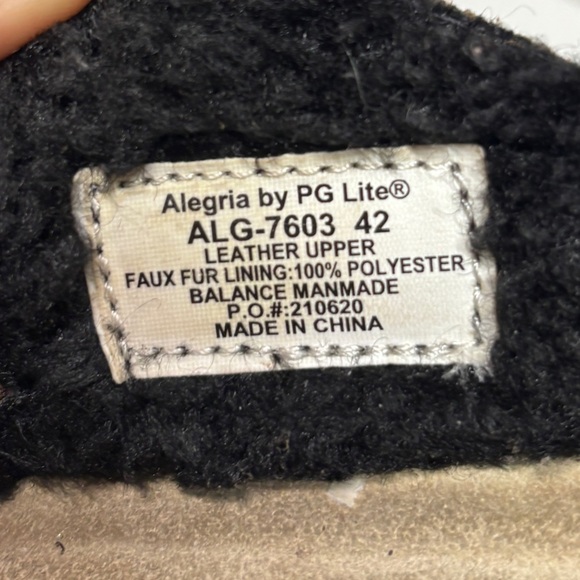 Alegria by PG Lite®
ALG-7603 42
LEATHER UPPER
FAUX FUR LINING:100% POLYESTER
BALANCE MANMADE
P.O.#:210620
MADE IN CHINA